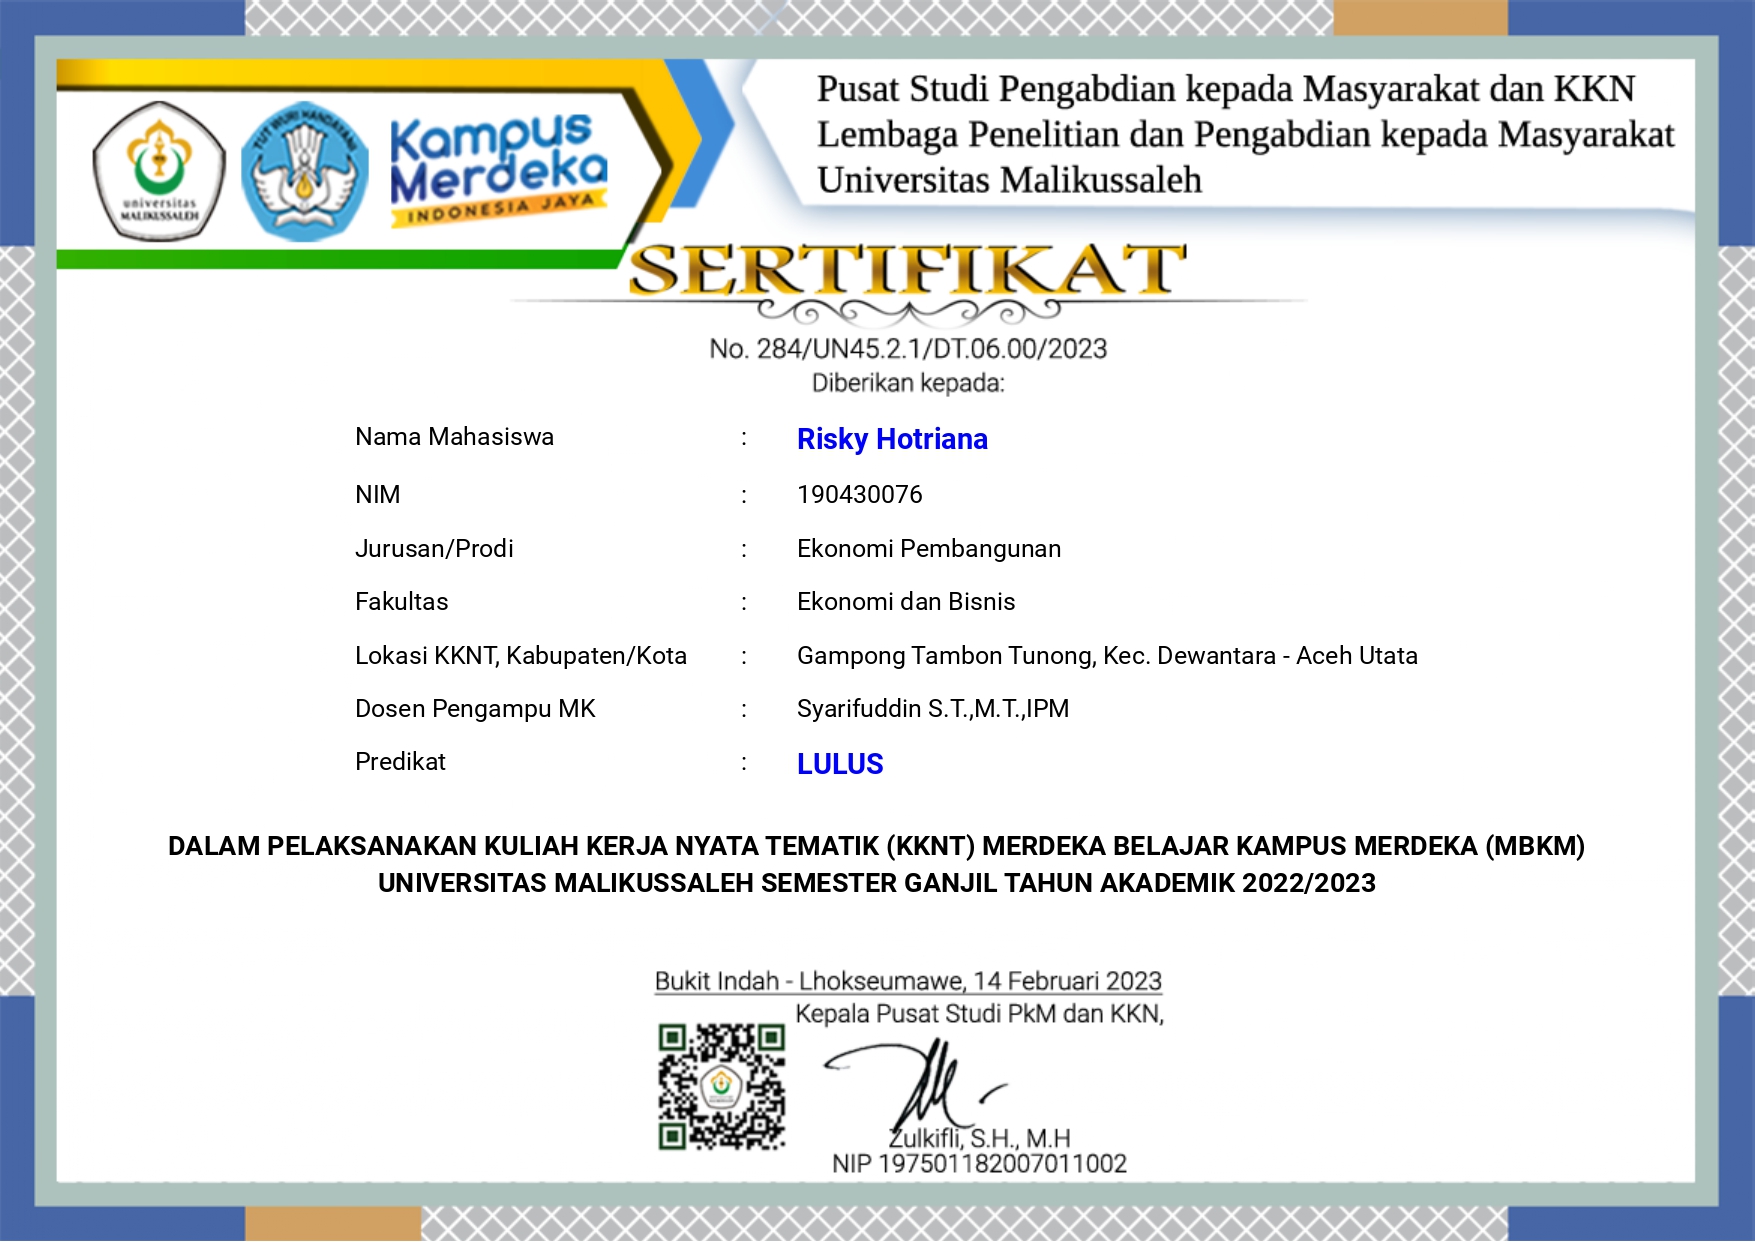 Pusat Studi Pengabdian kepada Masyarakat dan KKN
Lembaga Penelitian dan Pengabdian kepada Masyarakat
Universitas Malikussaleh
universitas
MALIKUSSALEH
TUT WURI HANDAYANI
Kampus
Merdeka
INDONESIA JAYA
SERTIFIKAT
No. 284/UN45.2.1/DT.06.00/2023
Diberikan kepada:
Nama Mahasiswa : Risky Hotriana
NIM : 190430076
Jurusan/Prodi : Ekonomi Pembangunan
Fakultas : Ekonomi dan Bisnis
Lokasi KKNT, Kabupaten/Kota : Gampong Tambon Tunong, Kec. Dewantara - Aceh Utata
Dosen Pengampu MK : Syarifuddin S.T.,M.T.,IPM
Predikat : LULUS
DALAM PELAKSANAKAN KULIAH KERJA NYATA TEMATIK (KKNT) MERDEKA BELAJAR KAMPUS MERDEKA (MBKM)
UNIVERSITAS MALIKUSSALEH SEMESTER GANJIL TAHUN AKADEMIK 2022/2023
Bukit Indah - Lhokseumawe, 14 Februari 2023
Kepala Pusat Studi PkM dan KKN,
Zulkifli, S.H., M.H
NIP 197501182007011002